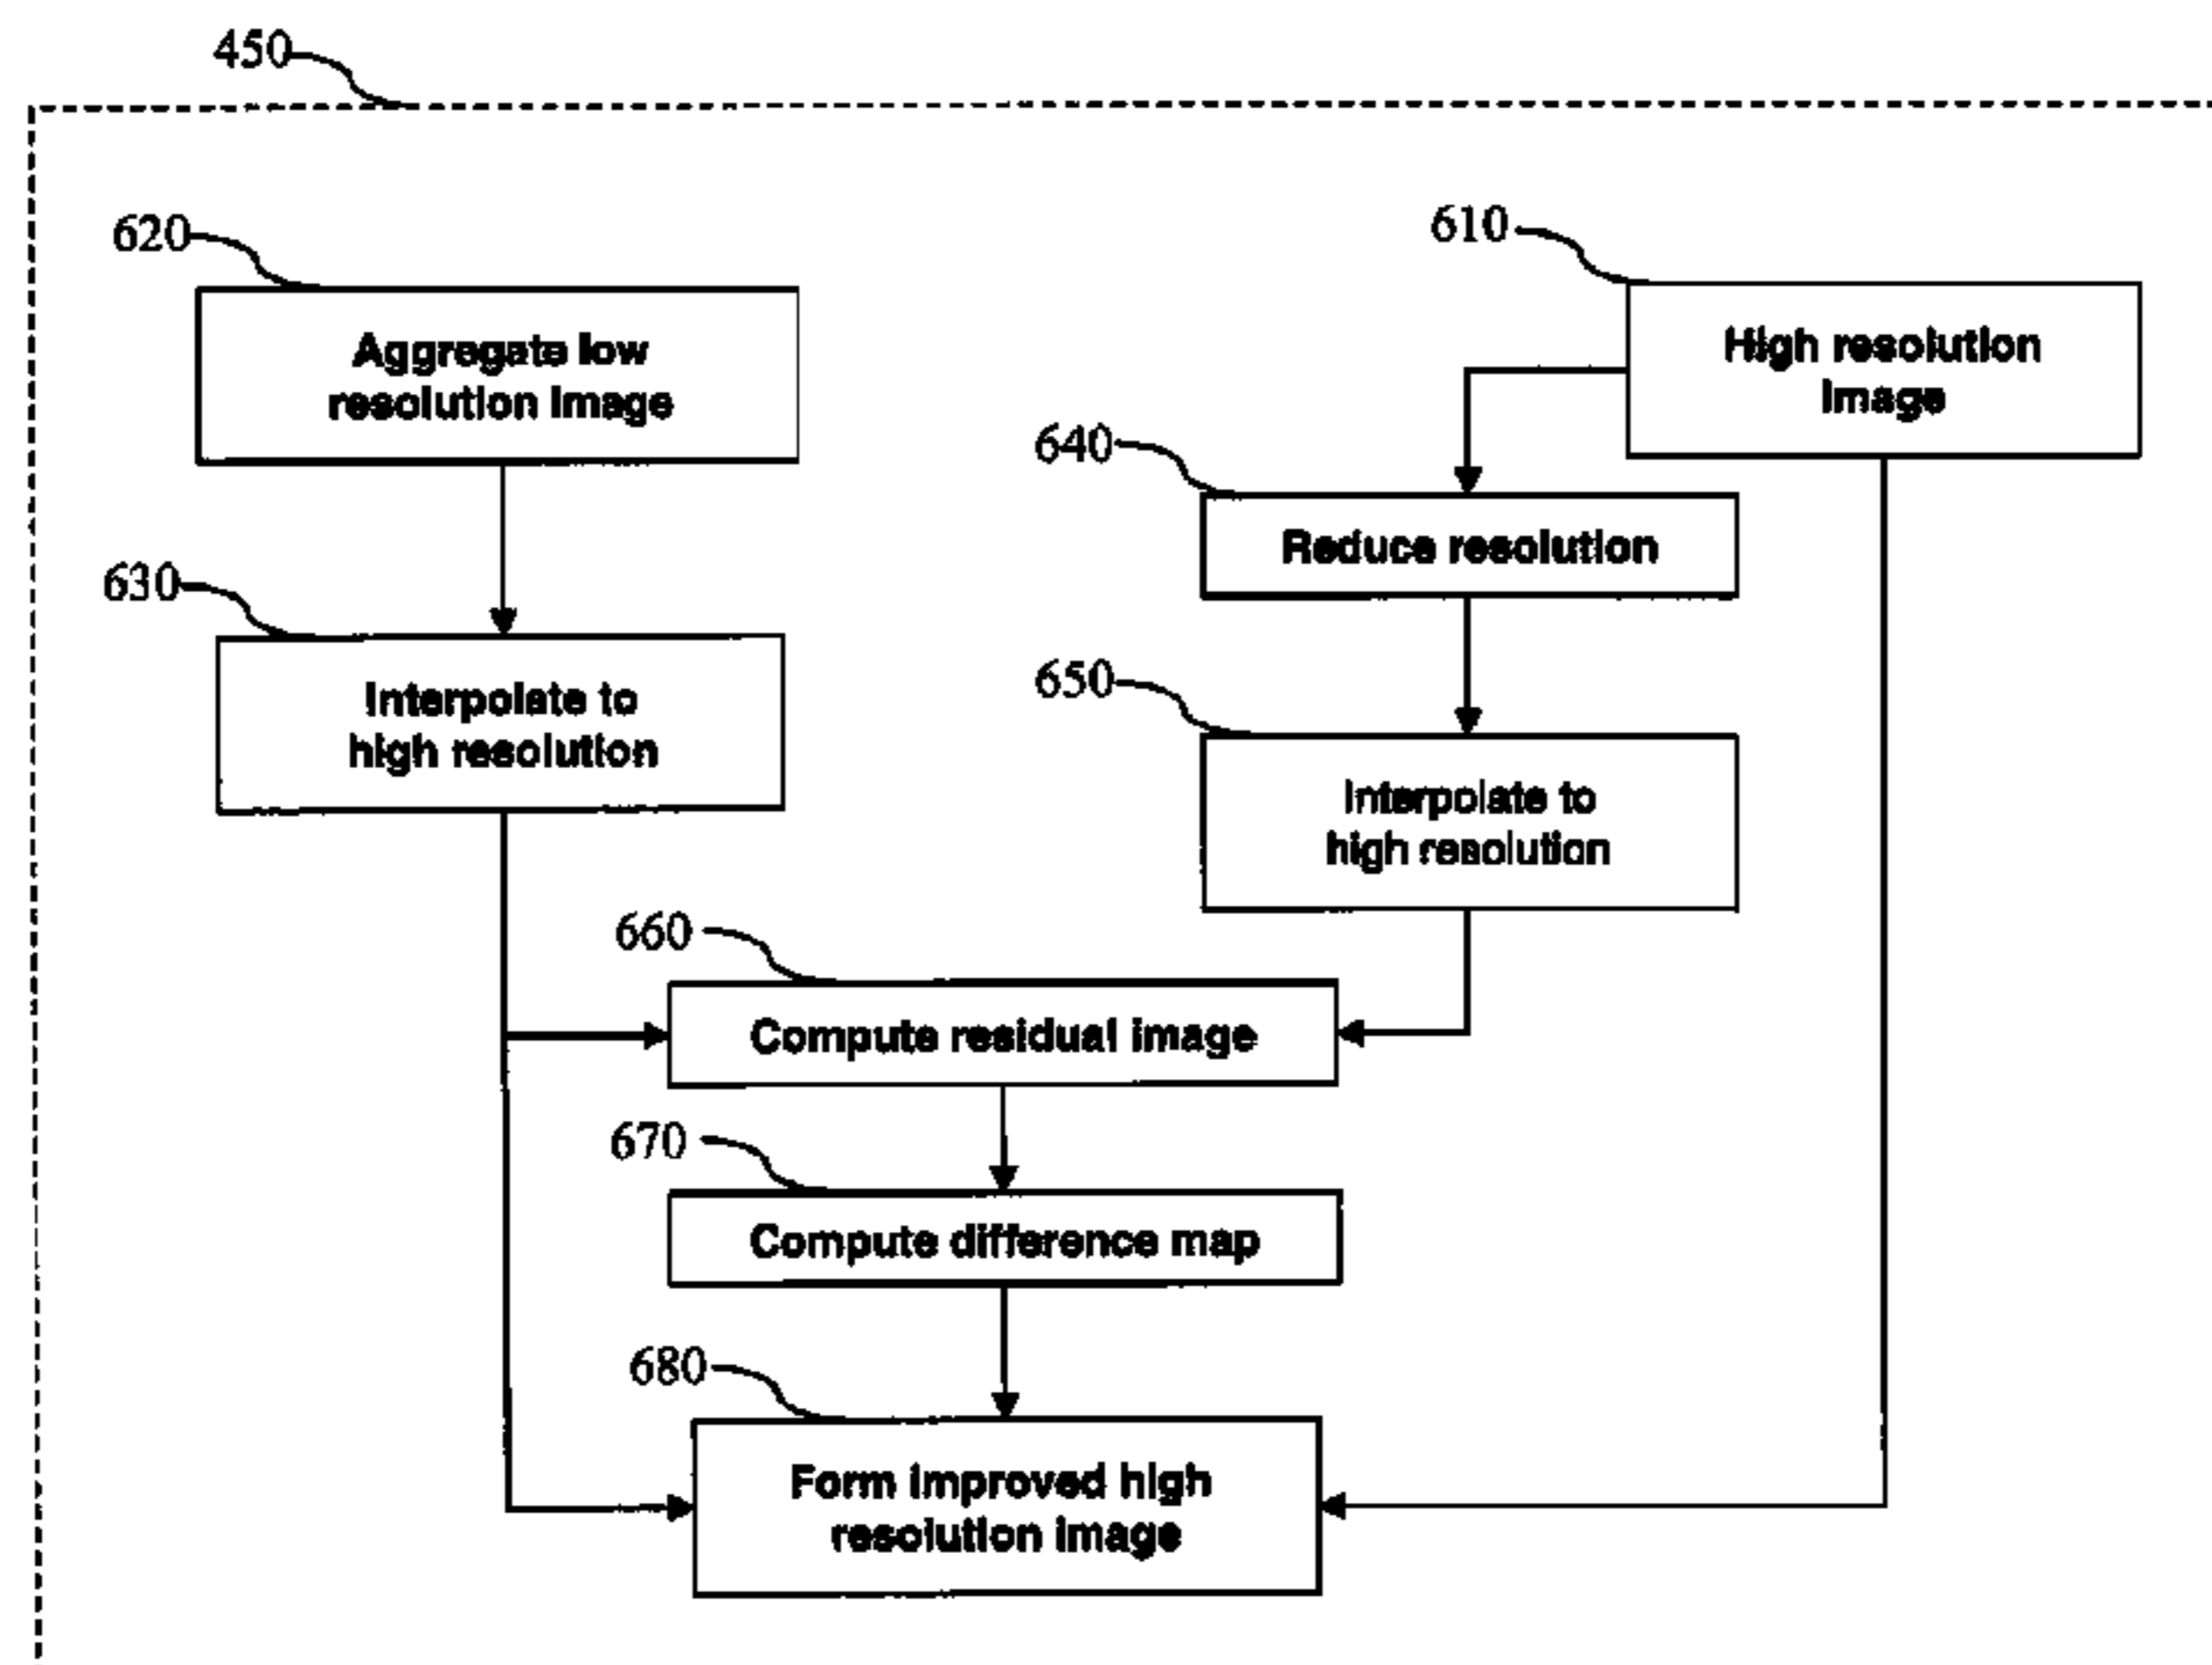 450
620
Aggregate low
resolution image
610
High resolution
image
640
Reduce resolution
630
Interpolate to
high resolution
650
Interpolate to
high resolution
660
Compute residual image
670
Compute difference map
680
Form improved high
resolution image